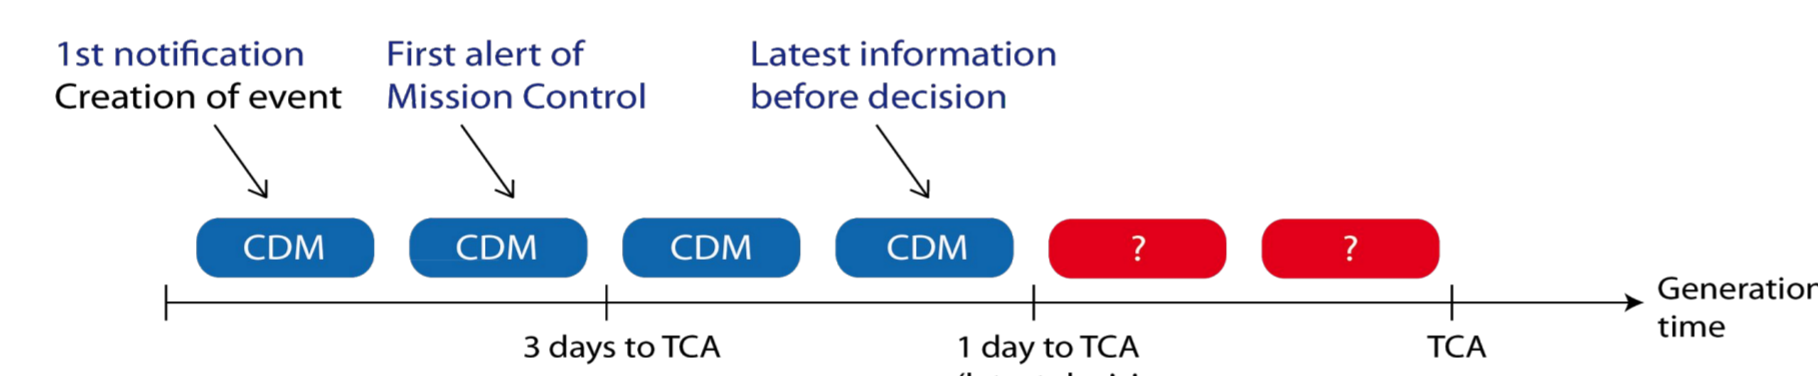 1st notification
Creation of event
First alert of
Mission Control
Latest information
before decision
CDM
CDM
CDM
CDM
?
?
Generation
time
3 days to TCA
1 day to TCA
TCA